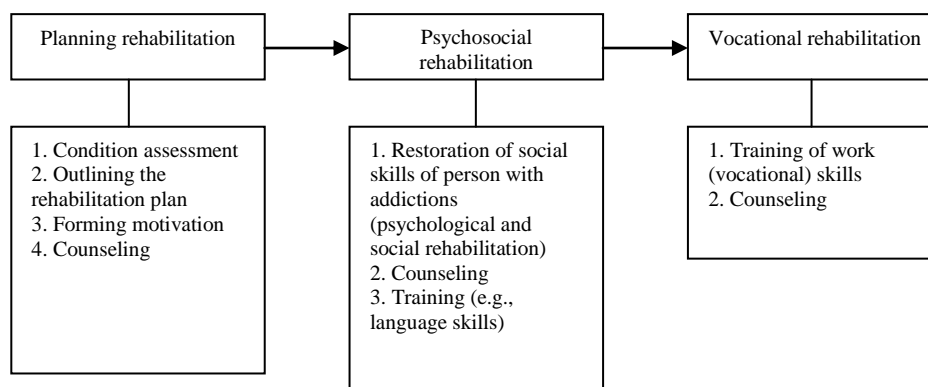 Planning rehabilitation
Psychosocial
rehabilitation
Vocational rehabilitation
1. Condition assessment
2. Outlining the
rehabilitation plan
3. Forming motivation
4. Counseling
1. Restoration of social
skills of person with
addictions
(psychological and
social rehabilitation)
2. Counseling
3. Training (e.g.,
language skills)
1. Training of work
(vocational) skills
2. Counseling